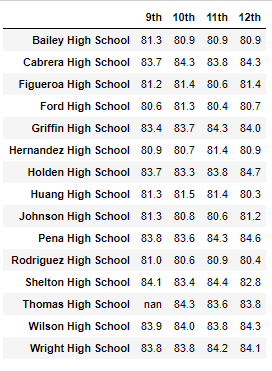 9th 10th 11th 12th
Bailey High School 81.3 80.9 80.9 80.9
Cabrera High School 83.7 84.3 83.8 84.3
Figueroa High School 81.2 81.4 80.6 81.4
Ford High School 80.6 81.3 80.4 80.7
Griffin High School 83.4 83.7 84.3 84.0
Hernandez High School 80.9 80.7 81.4 80.9
Holden High School 83.7 83.3 83.8 84.7
Huang High School 81.3 81.5 81.4 80.3
Johnson High School 81.3 80.8 80.6 81.2
Pena High School 83.8 83.6 84.3 84.6
Rodriguez High School 81.0 80.6 80.9 80.4
Shelton High School 84.1 83.4 84.4 82.8
Thomas High School nan 84.3 83.6 83.8
Wilson High School 83.9 84.0 83.8 84.3
Wright High School 83.8 83.8 84.2 84.1